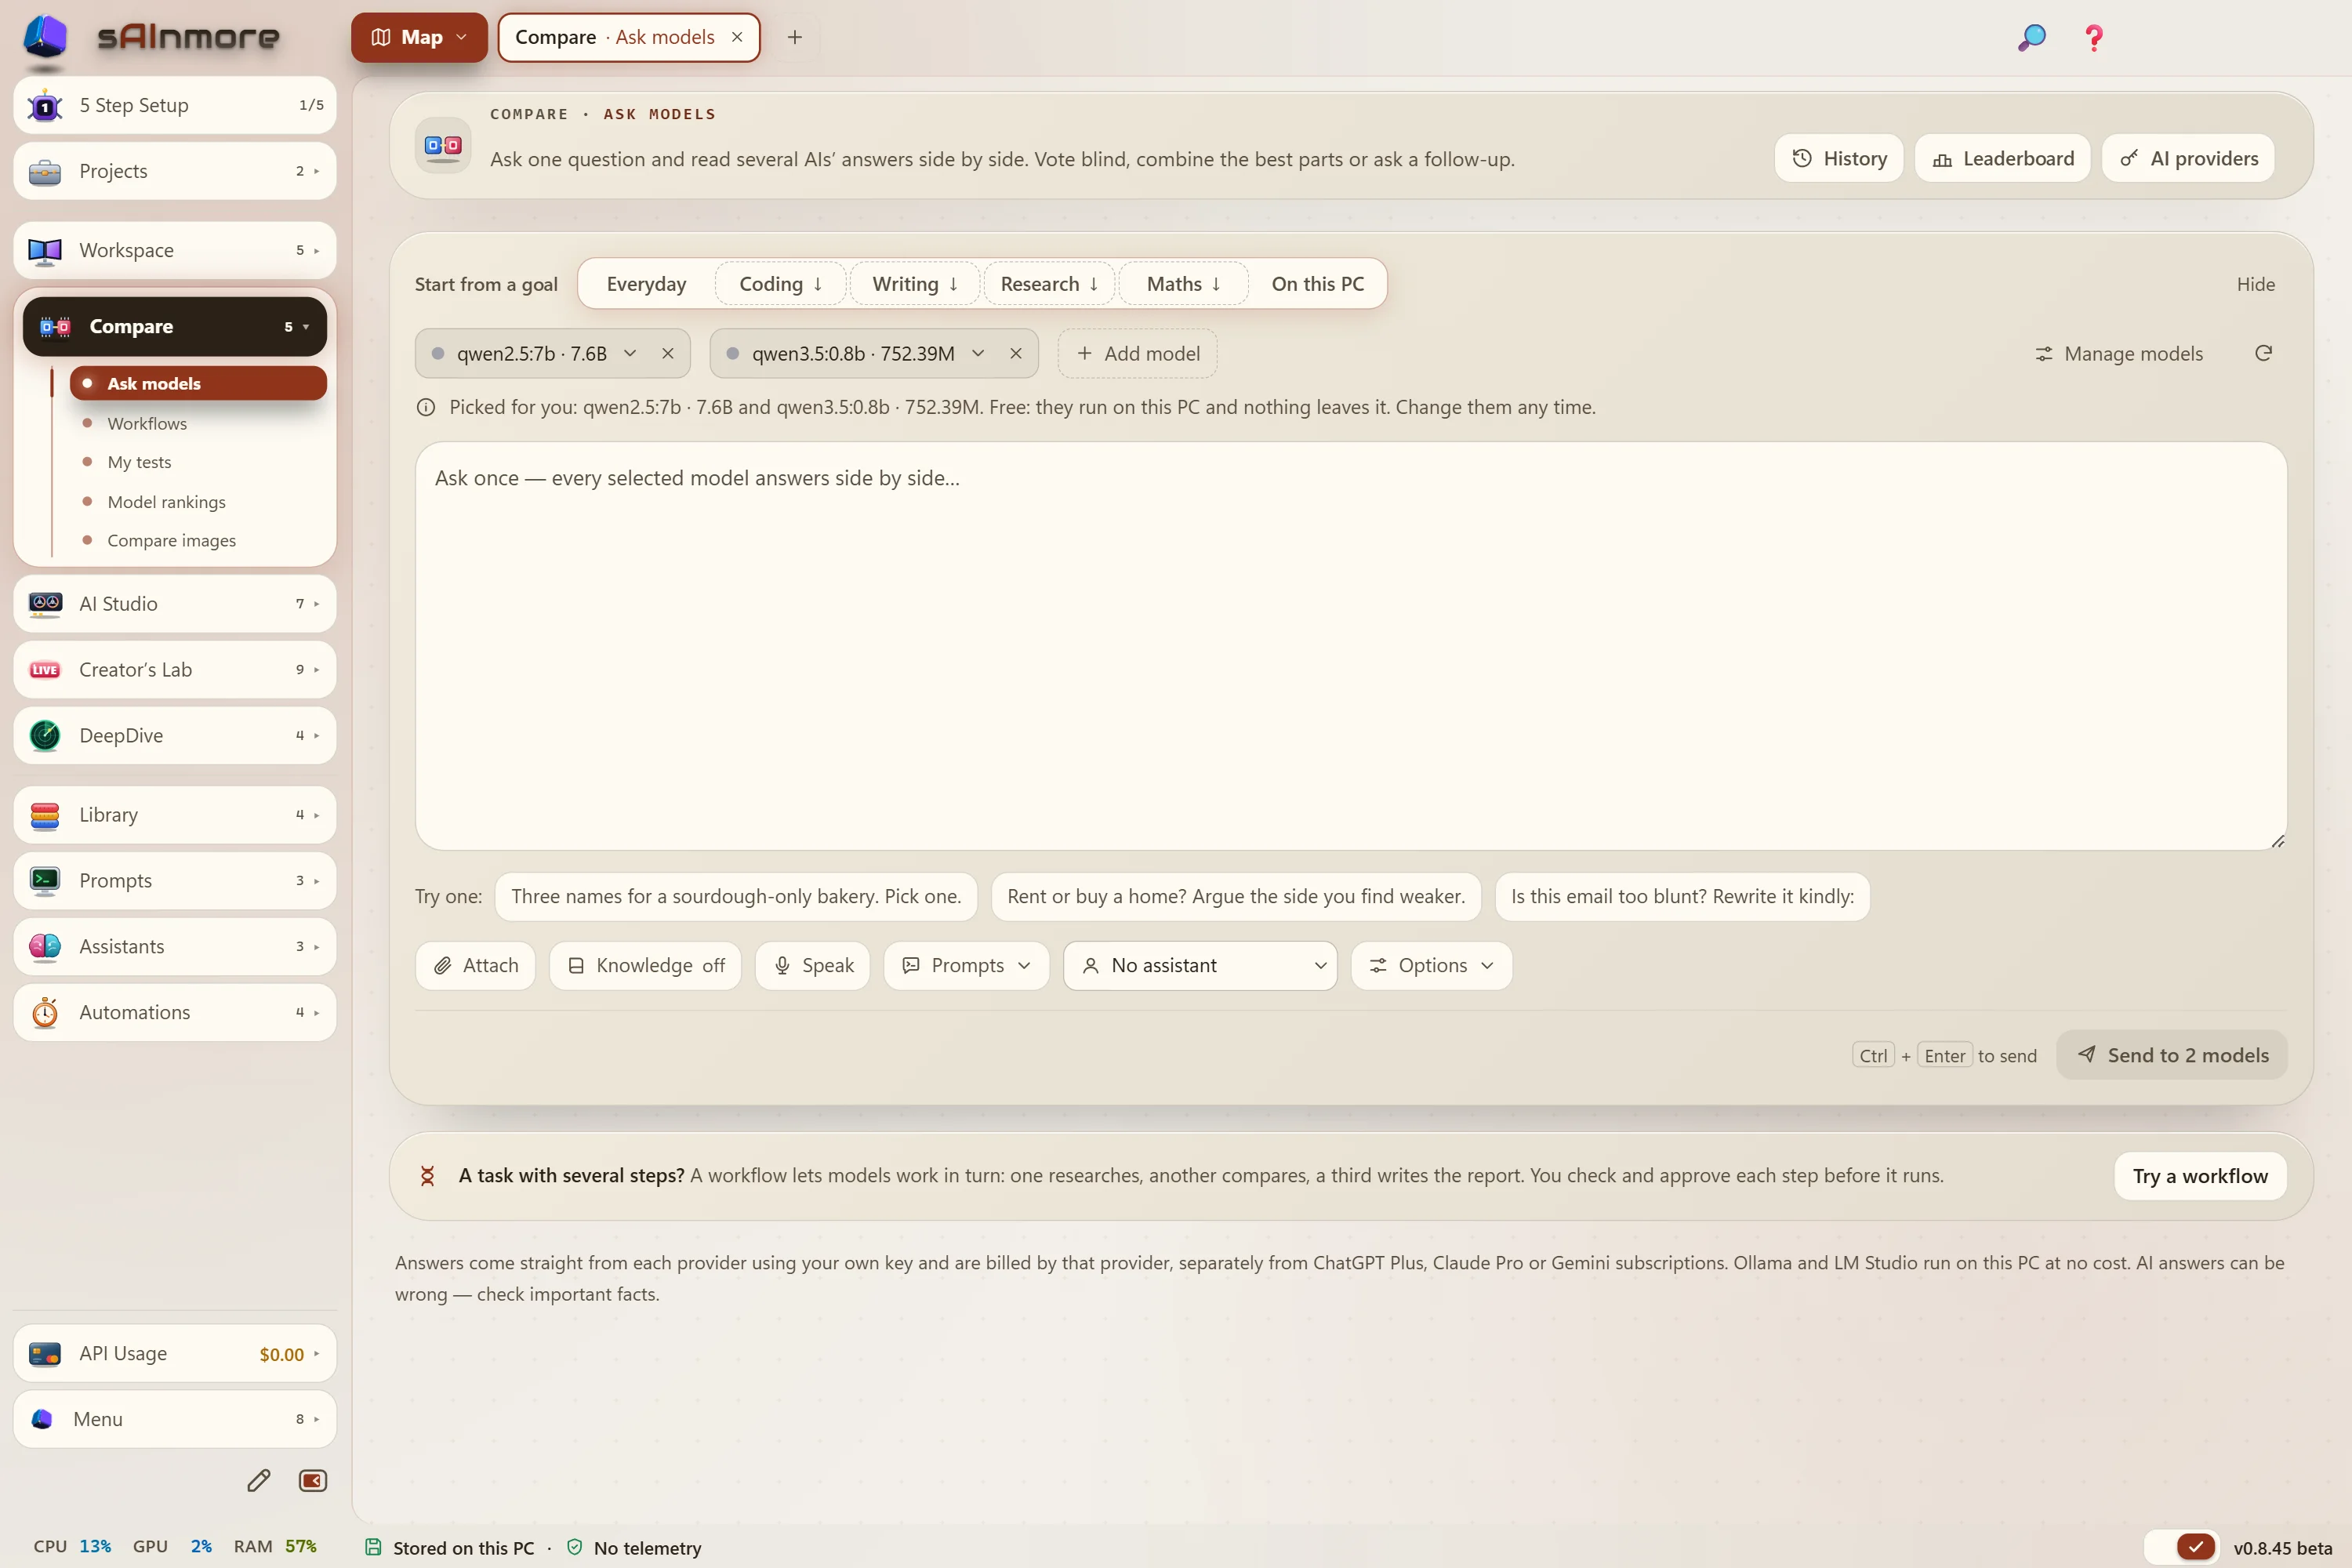 sAInmore
Map
Compare · Ask models
5 Step Setup 1/5
Projects 2
Workspace 5
Compare 5
Ask models
Workflows
My tests
Model rankings
Compare images
AI Studio 7
LIVE Creator's Lab 9
DeepDive 4
Library 4
Prompts 3
Assistants 3
Automations 4
API Usage $0.00
Menu 8
CPU 13% GPU 2% RAM 57%
COMPARE · ASK MODELS
Ask one question and read several AIs’ answers side by side. Vote blind, combine the best parts or ask a follow-up.
History
Leaderboard
AI providers
Start from a goal
Everyday
Coding ↓
Writing ↓
Research ↓
Maths ↓
On this PC
Hide
qwen2.5:7b · 7.6B
qwen3.5:0.8b · 752.39M
Add model
Manage models
Picked for you: qwen2.5:7b · 7.6B and qwen3.5:0.8b · 752.39M. Free: they run on this PC and nothing leaves it. Change them any time.
Ask once — every selected model answers side by side...
Try one:
Three names for a sourdough-only bakery. Pick one.
Rent or buy a home? Argue the side you find weaker.
Is this email too blunt? Rewrite it kindly:
Attach
Knowledge off
Speak
Prompts
No assistant
Options
Ctrl + Enter to send
Send to 2 models
A task with several steps? A workflow lets models work in turn: one researches, another compares, a third writes the report. You check and approve each step before it runs.
Try a workflow
Answers come straight from each provider using your own key and are billed by that provider, separately from ChatGPT Plus, Claude Pro or Gemini subscriptions. Ollama and LM Studio run on this PC at no cost. AI answers can be
wrong — check important facts.
Stored on this PC · No telemetry
v0.8.45 beta